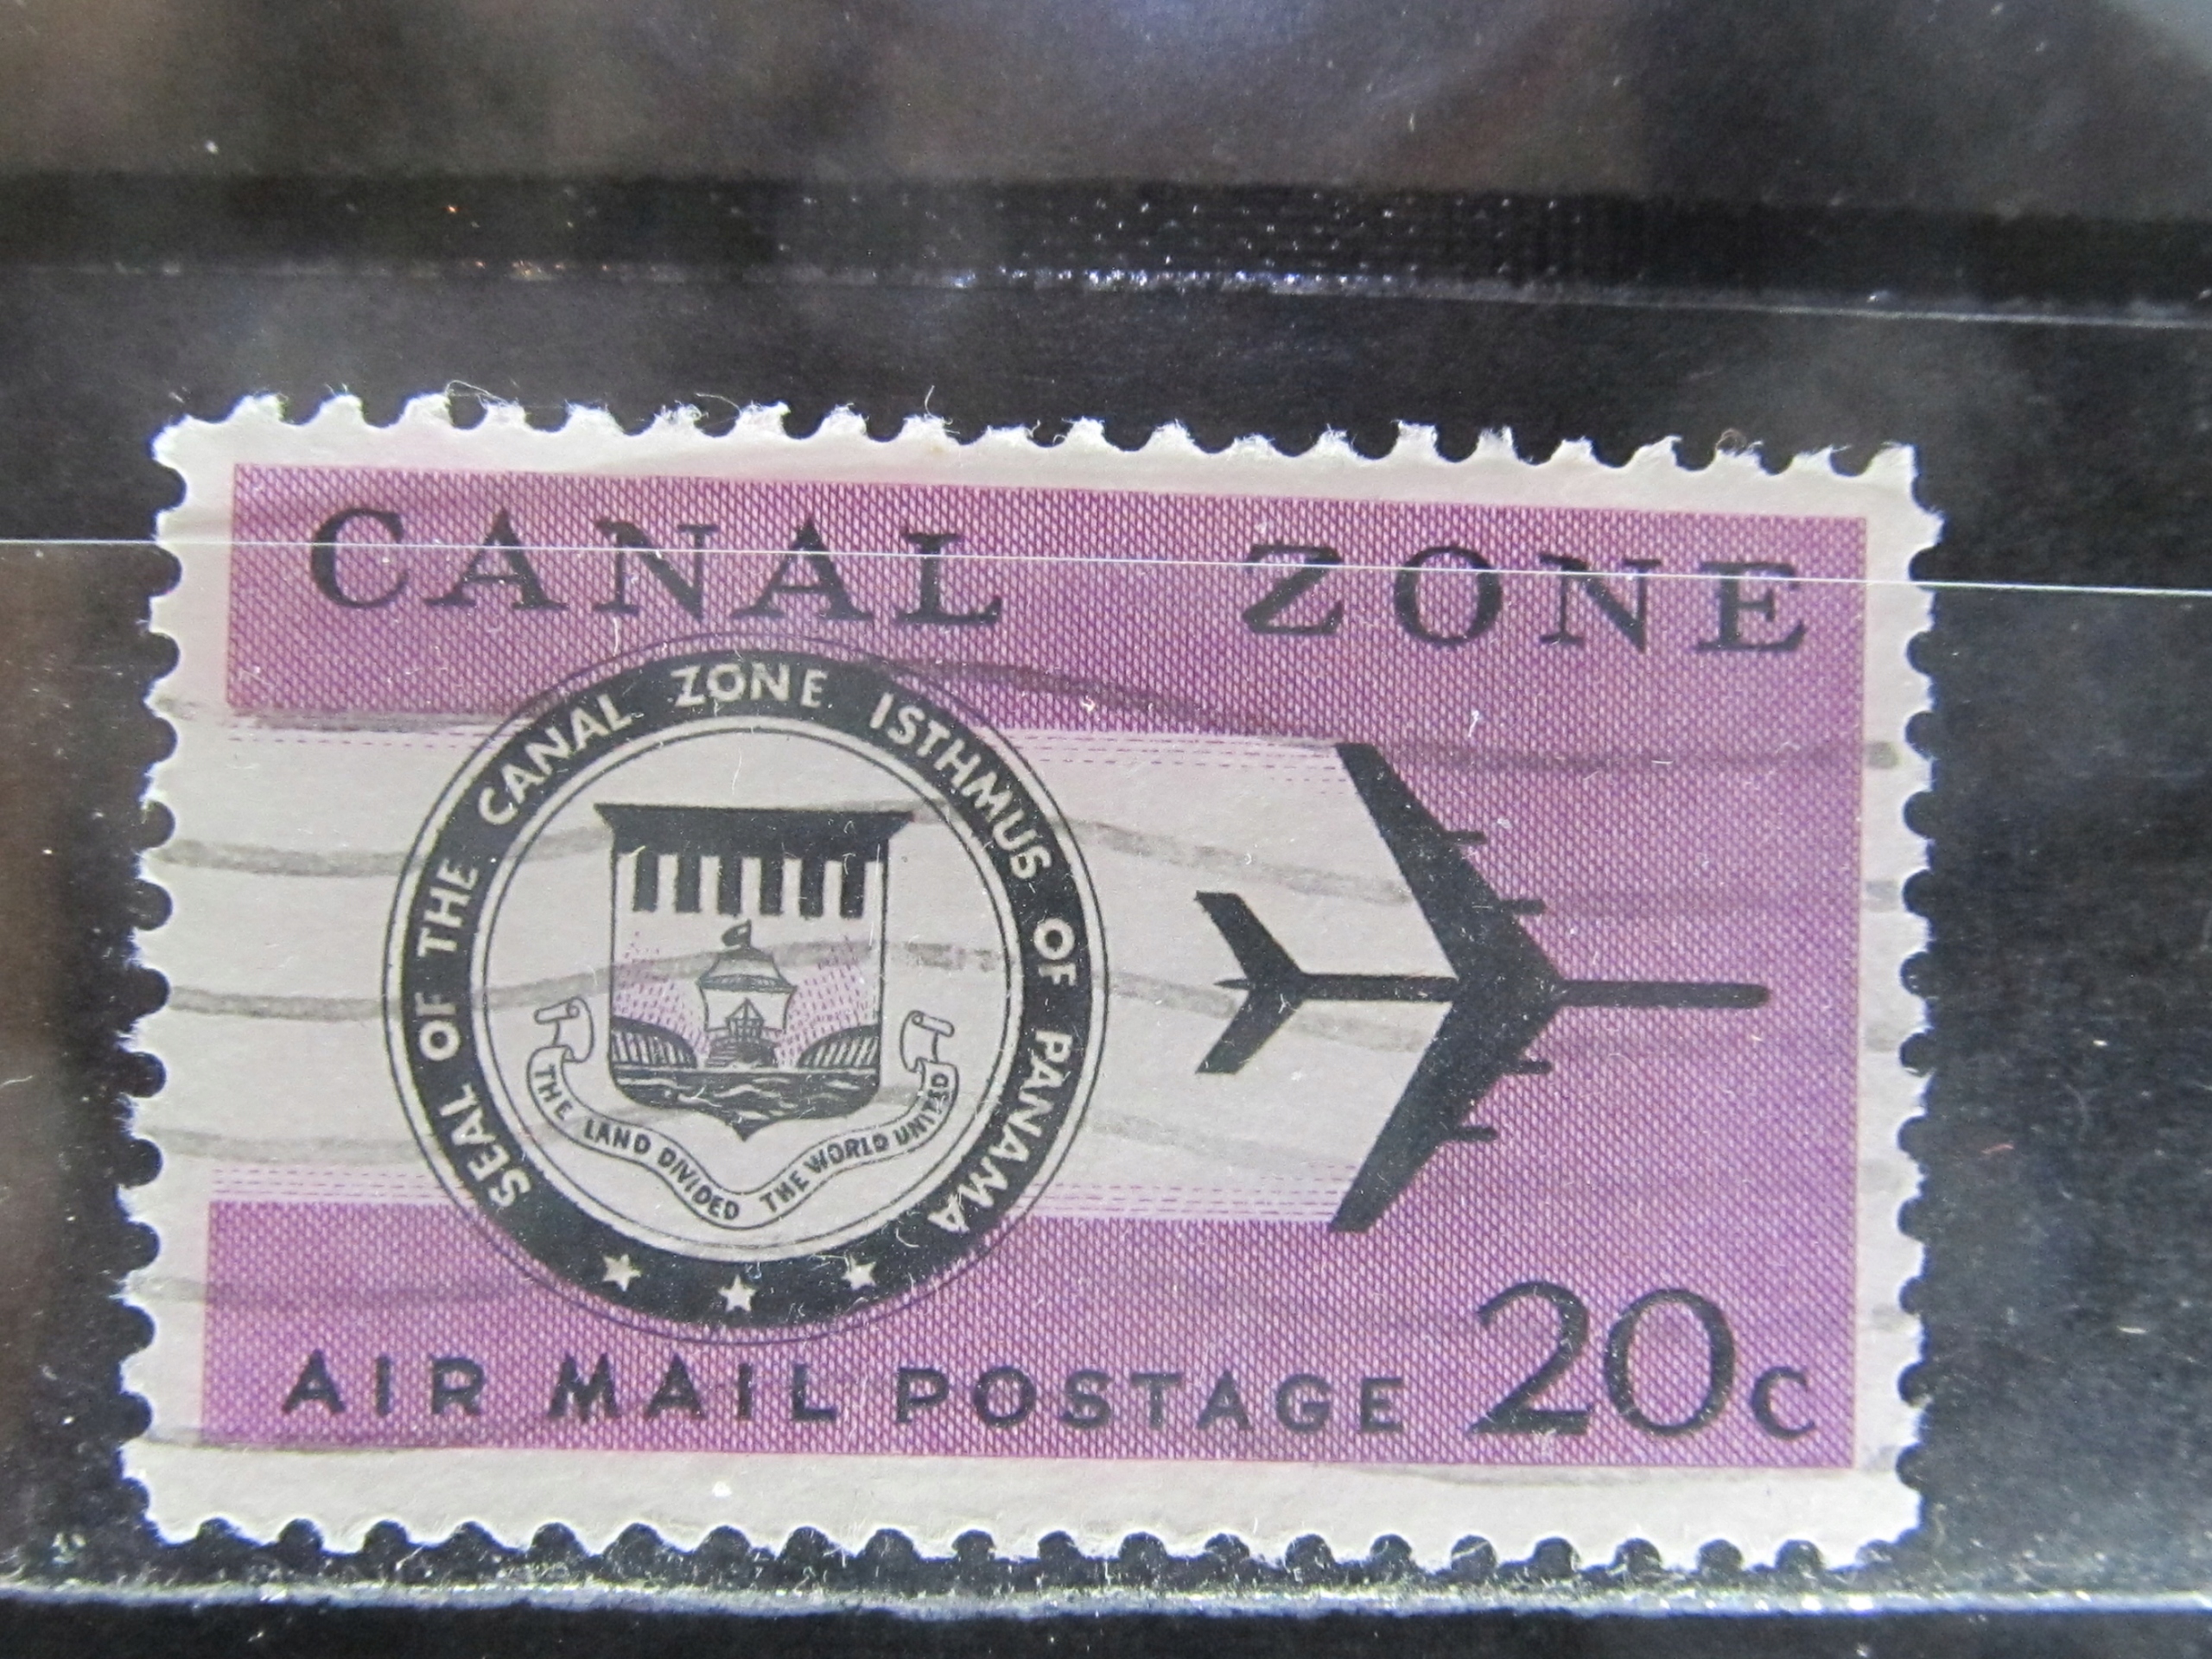 CANAL ZONE
SEAL OF THE CANAL ZONE ISTHMUS OF PANAMA
THE LAND DIVIDED THE WORLD UNITED
AIR MAIL POSTAGE 20c